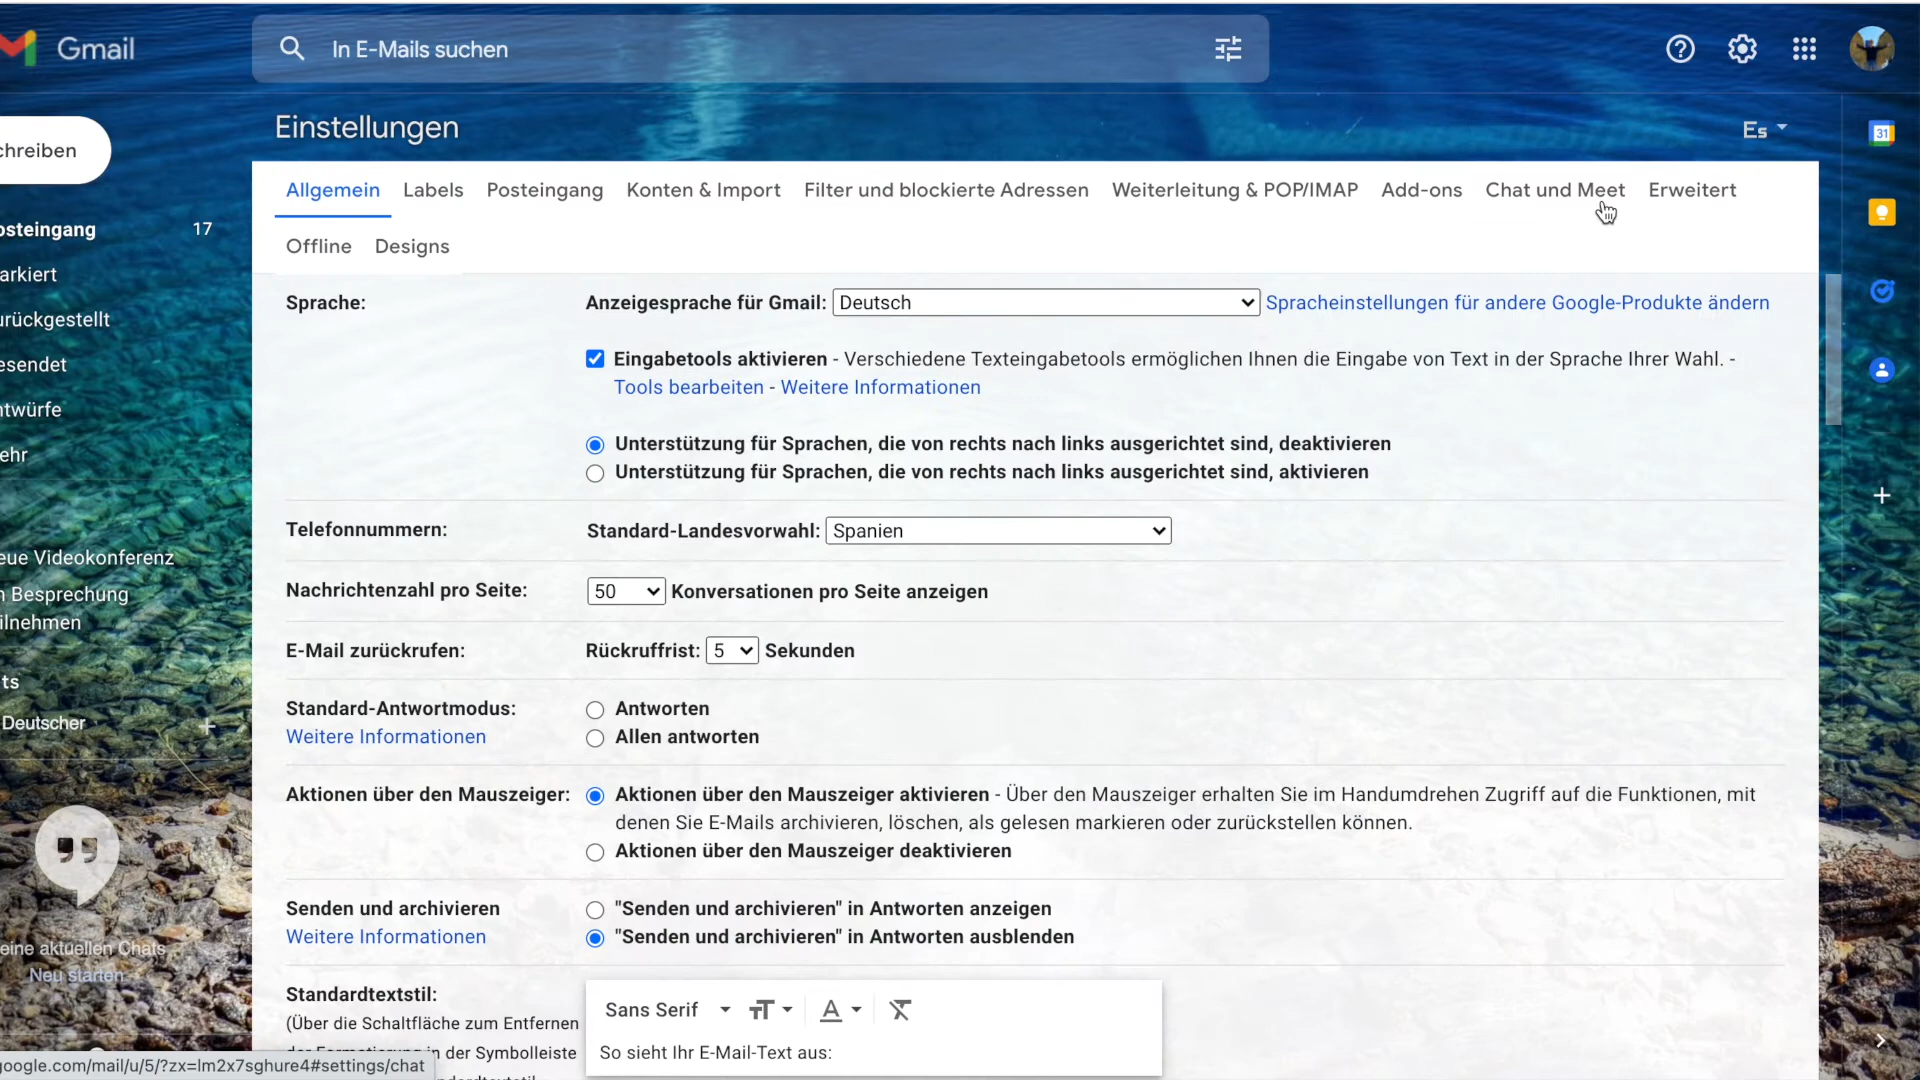 Gmail
In E-Mails suchen
Einstellungen
Es
31
chreiben
Allgemein Labels Posteingang Konten & Import Filter und blockierte Adressen Weiterleitung & POP/IMAP Add-ons Chat und Meet Erweitert
Offline Designs
osteingang 17
arkiert
urückgestellt
esendet
ntwürfe
ehr
eue Videokonferenz
n Besprechung
ilnehmen
ts
Deutscher
eine aktuellen Chats
Neu starten
Sprache: Anzeigesprache für Gmail: Deutsch Spracheinstellungen für andere Google-Produkte ändern
Eingabetools aktivieren - Verschiedene Texteingabetools ermöglichen Ihnen die Eingabe von Text in der Sprache Ihrer Wahl. -
Tools bearbeiten - Weitere Informationen
Unterstützung für Sprachen, die von rechts nach links ausgerichtet sind, deaktivieren
Unterstützung für Sprachen, die von rechts nach links ausgerichtet sind, aktivieren
Telefonnummern: Standard-Landesvorwahl: Spanien
Nachrichtenzahl pro Seite: 50 Konversationen pro Seite anzeigen
E-Mail zurückrufen: Rückruffrist: 5 Sekunden
Standard-Antwortmodus: Antworten
Weitere Informationen Allen antworten
Aktionen über den Mauszeiger: Aktionen über den Mauszeiger aktivieren - Über den Mauszeiger erhalten Sie im Handumdrehen Zugriff auf die Funktionen, mit
denen Sie E-Mails archivieren, löschen, als gelesen markieren oder zurückstellen können.
Aktionen über den Mauszeiger deaktivieren
Senden und archivieren "Senden und archivieren" in Antworten anzeigen
Weitere Informationen "Senden und archivieren" in Antworten ausblenden
Standardtextstil: Sans Serif
(Über die Schaltfläche zum Entfernen
der Symbolleiste So sieht Ihr E-Mail-Text aus:
google.com/mail/u/5/?zx=lm2x7sghure4#settings/chat